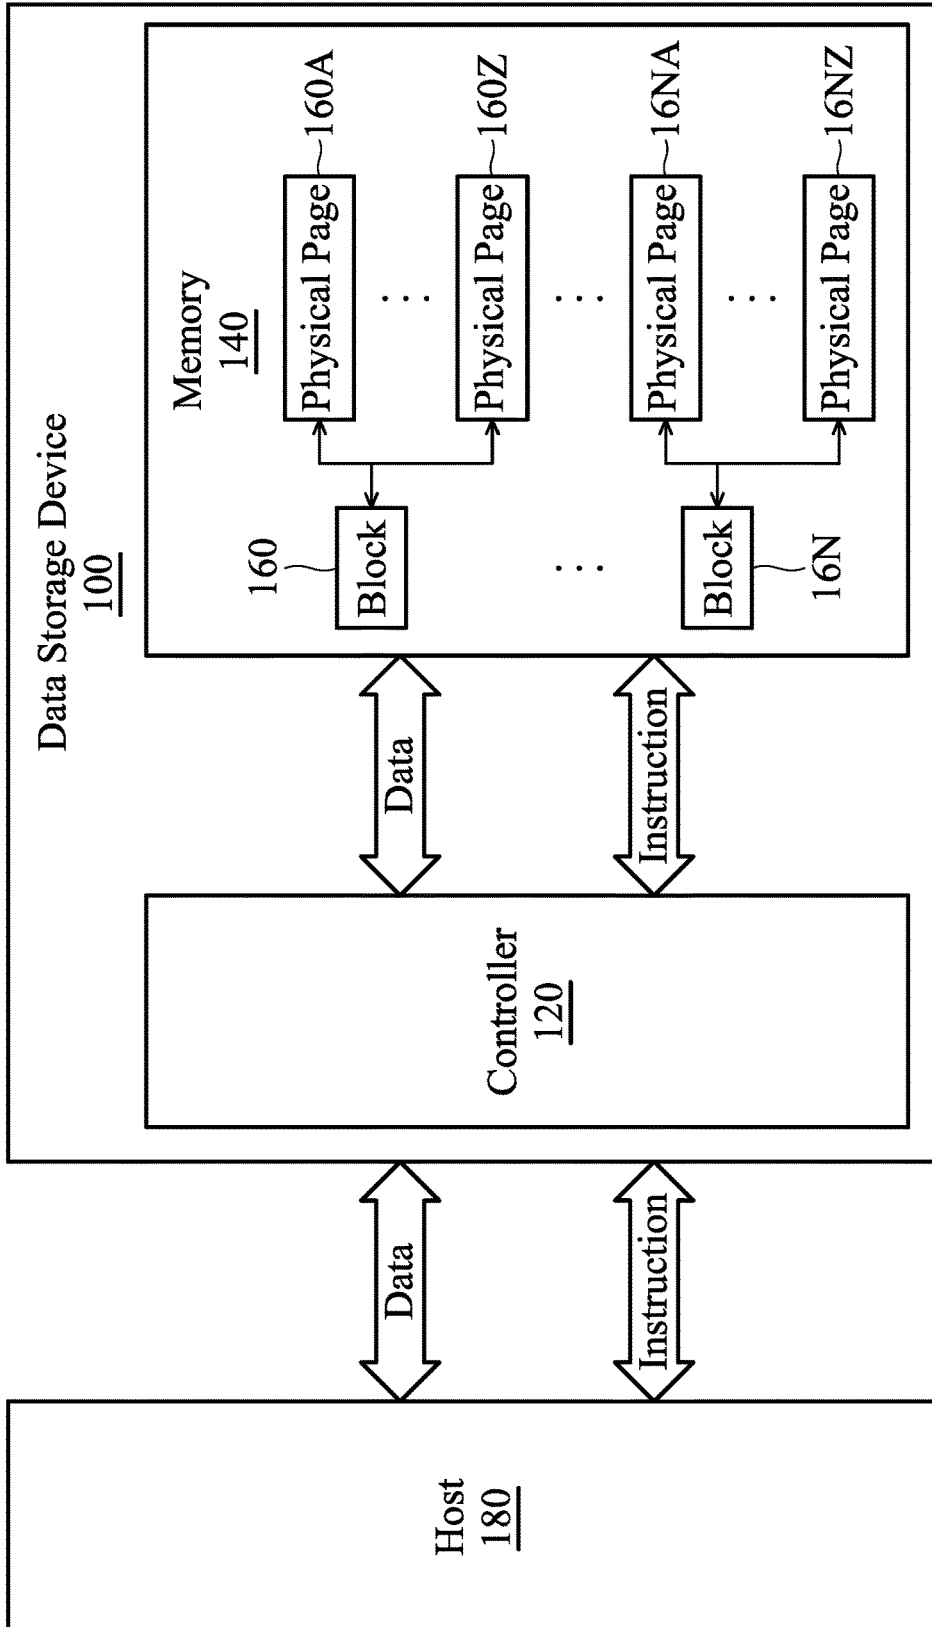 Data Storage Device
100
Host
180
Data
Instruction
Controller
120
Data
Instruction
Memory
140
160
Block
Physical Page
160A
. . .
Physical Page
160Z
. . .
. . .
Block
16N
Physical Page
16NA
. . .
Physical Page
16NZ